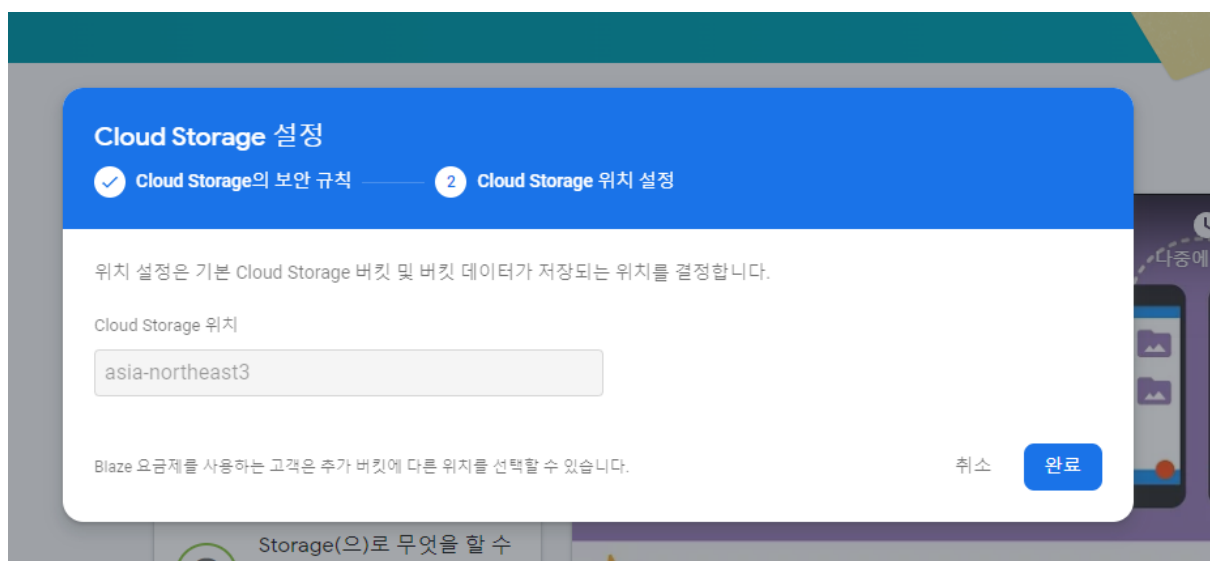 Cloud Storage 설정
Cloud Storage의 보안 규칙
2 Cloud Storage 위치 설정
위치 설정은 기본 Cloud Storage 버킷 및 버킷 데이터가 저장되는 위치를 결정합니다.
Cloud Storage 위치
asia-northeast3
Blaze 요금제를 사용하는 고객은 추가 버킷에 다른 위치를 선택할 수 있습니다.
취소
완료
다중에
Storage(으)로 무엇을 할 수